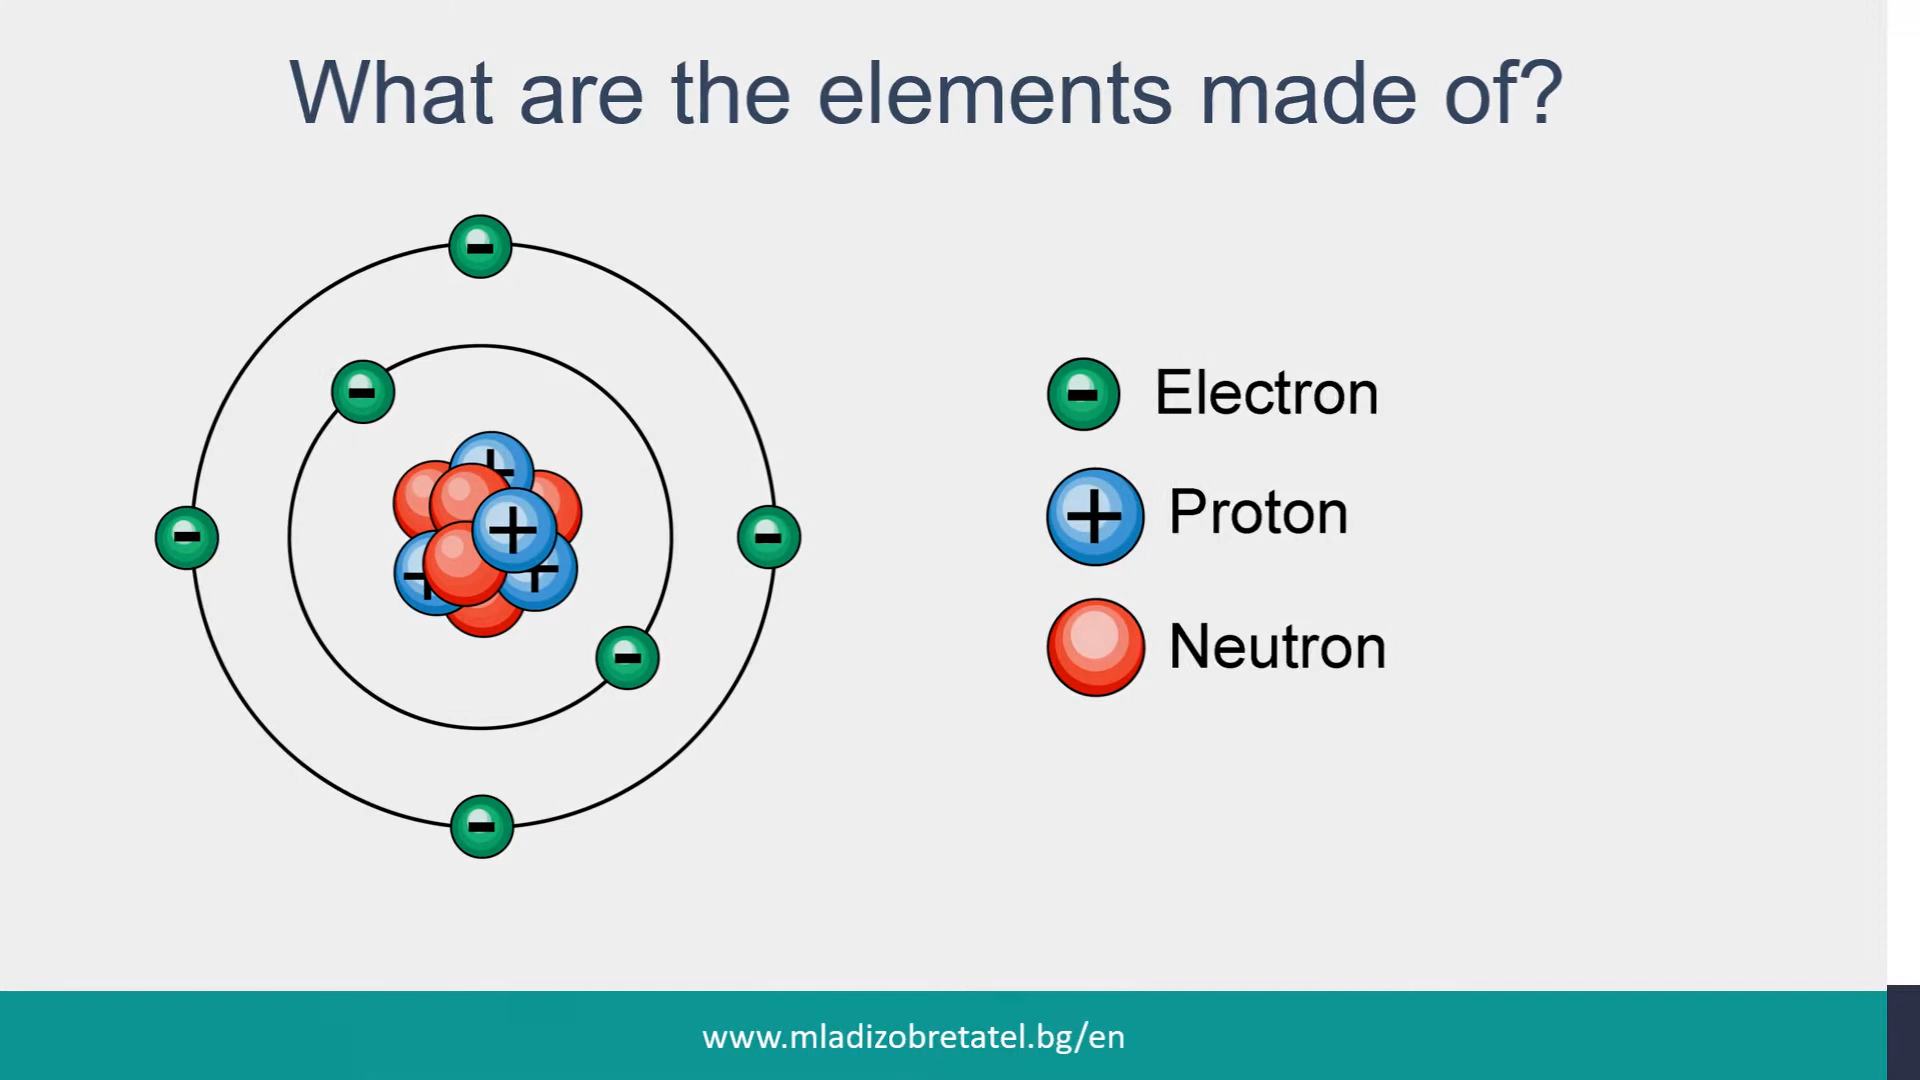 What are the elements made of?
Electron
Proton
Neutron
www.mladizobretatel.bg/en